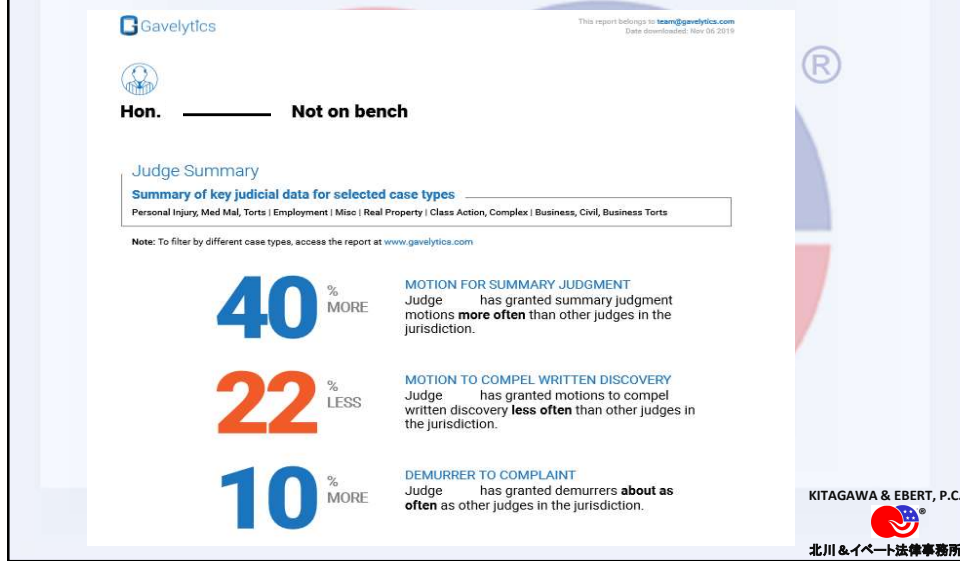 Gavelytics
This report belongs to team@gavelytics.com
Date downloaded: Nov 06 2019
®
Hon. Not on bench
Judge Summary
Summary of key judicial data for selected case types
Personal Injury, Med Mal, Torts | Employment | Misc | Real Property | Class Action, Complex | Business, Civil, Business Torts
Note: To filter by different case types, access the report at www.gavelytics.com
40 % MORE
MOTION FOR SUMMARY JUDGMENT
Judge has granted summary judgment
motions more often than other judges in the
jurisdiction.
22 % LESS
MOTION TO COMPEL WRITTEN DISCOVERY
Judge has granted motions to compel
written discovery less often than other judges in
the jurisdiction.
10 % MORE
DEMURRER TO COMPLAINT
Judge has granted demurrers about as
often as other judges in the jurisdiction.
KITAGAWA & EBERT, P.C.
®
北川&イベート法律事務所